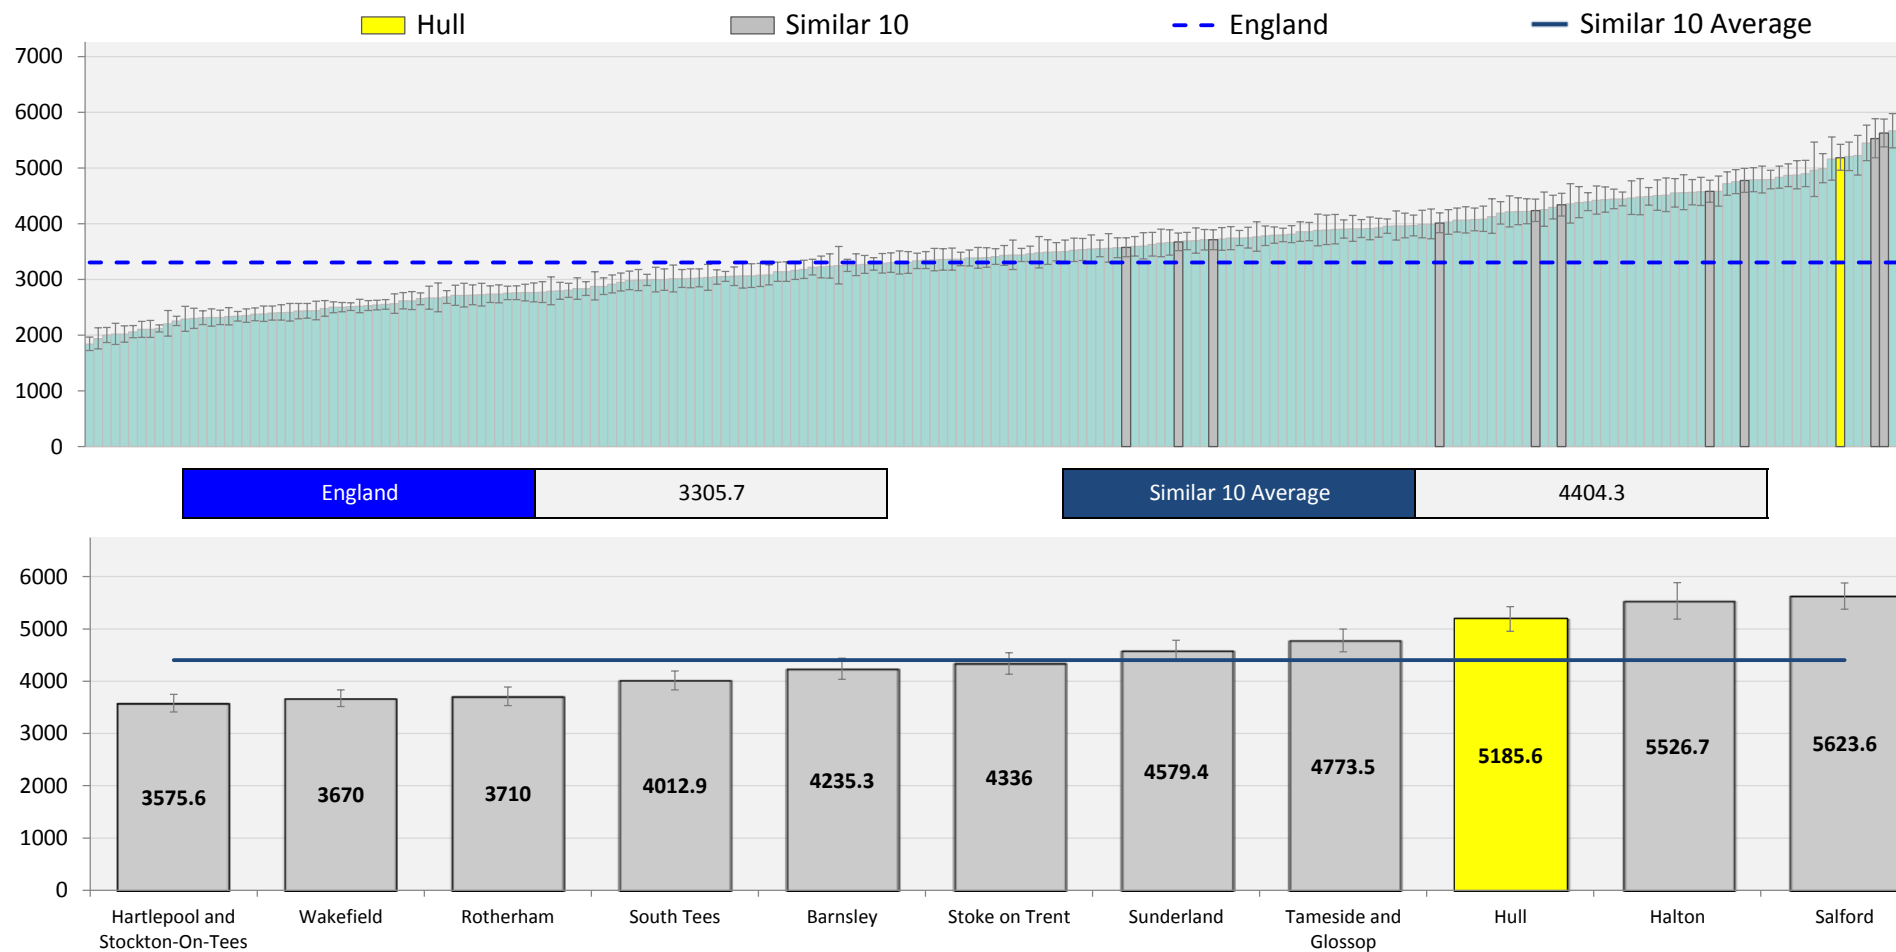 Hull
Similar 10
England
Similar 10 Average
7000
6000
5000
4000
3000
2000
1000
0
England 3305.7
Similar 10 Average 4404.3
6000
5000
4000
3000
2000
1000
0
3575.6
3670
3710
4012.9
4235.3
4336
4579.4
4773.5
5185.6
5526.7
5623.6
Hartlepool and
Stockton-On-Tees
Wakefield
Rotherham
South Tees
Barnsley
Stoke on Trent
Sunderland
Tameside and
Glossop
Hull
Halton
Salford